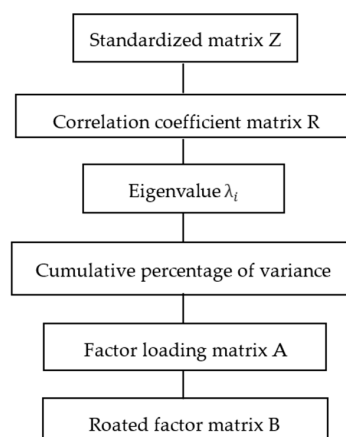 Standardized matrix Z
Correlation coefficient matrix R
Eigenvalue λᵢ
Cumulative percentage of variance
Factor loading matrix A
Roated factor matrix B